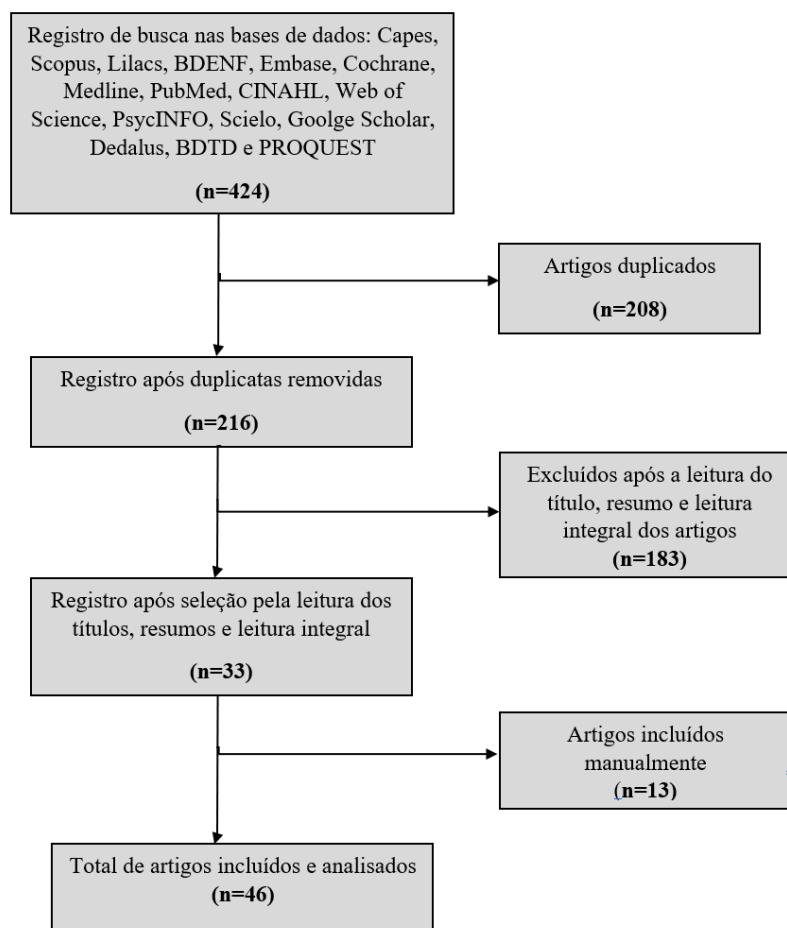 Registro de busca nas bases de dados: Capes,
Scopus, Lilacs, BDENF, Embase, Cochrane,
Medline, PubMed, CINAHL, Web of
Science, PsycINFO, Scielo, Goolge Scholar,
Dedalus, BDTD e PROQUEST
(n=424)
Artigos duplicados
(n=208)
Registro após duplicatas removidas
(n=216)
Excluídos após a leitura do
título, resumo e leitura
integral dos artigos
(n=183)
Registro após seleção pela leitura dos
títulos, resumos e leitura integral
(n=33)
Artigos incluídos
manualmente
(n=13)
Total de artigos incluídos e analisados
(n=46)